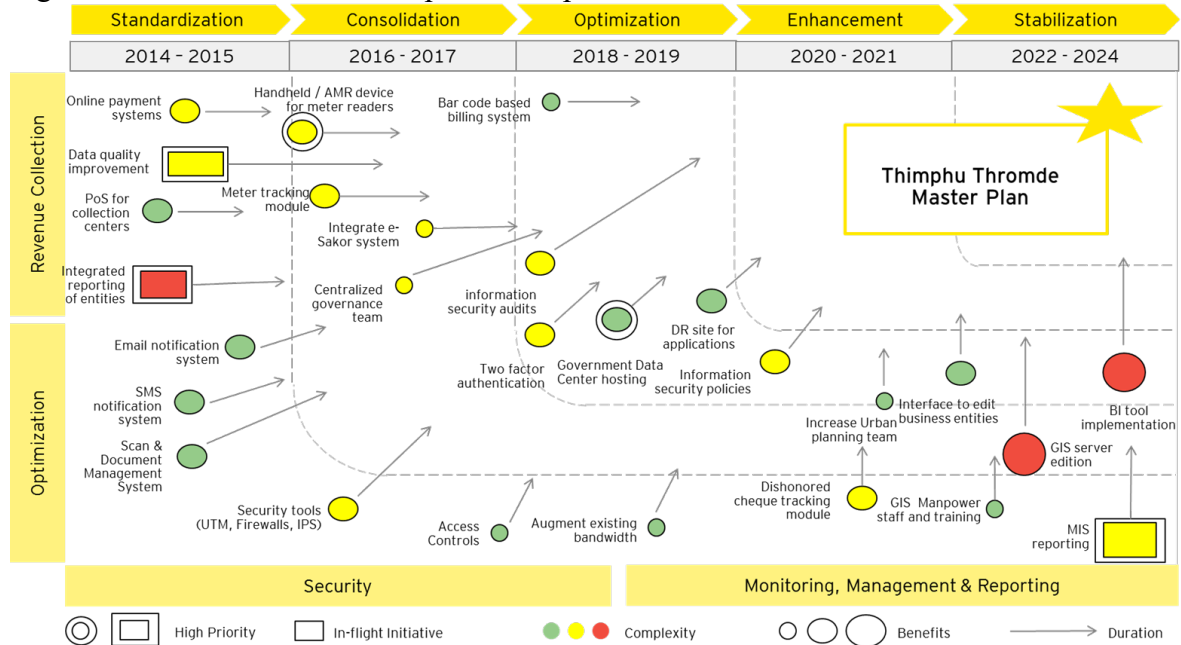 Standardization
Consolidation
Optimization
Enhancement
Stabilization
2014 - 2015
2016 - 2017
2018 - 2019
2020 - 2021
2022 - 2024
Revenue Collection
Optimization
Online payment
systems
Handheld / AMR device
for meter readers
Bar code based
billing system
Data quality
improvement
Meter tracking
module
PoS for
collection
centers
Integrate e-
Sakor system
Thimphu Thromde
Master Plan
Integrated
reporting
of entities
Centralized
governance
team
information
security audits
DR site for
applications
Email notification
system
Two factor
authentication
Government Data
Center hosting
Information
security policies
SMS
notification
system
Increase Urban
planning team
Interface to edit
business entities
BI tool
implementation
Scan &
Document
Management
System
GIS server
edition
Security tools
(UTM, Firewalls, IPS)
Access
Controls
Augment existing
bandwidth
Dishonored
cheque tracking
module
GIS Manpower
staff and training
MIS
reporting
Security
Monitoring, Management & Reporting
High Priority
In-flight Initiative
Complexity
Benefits
Duration